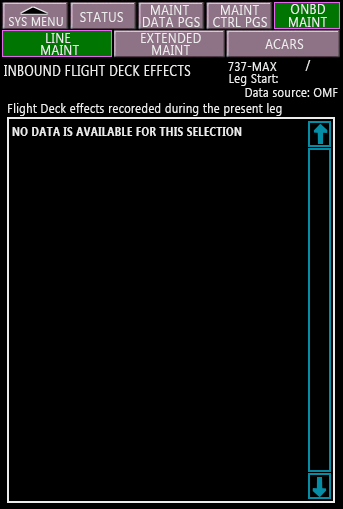 SYS MENU
STATUS
MAINT
DATA PGS
MAINT
CTRL PGS
ONBD
MAINT
LINE
MAINT
EXTENDED
MAINT
ACARS
INBOUND FLIGHT DECK EFFECTS
737-MAX /
Leg Start:
Data source: OMF
Flight Deck effects recoreded during the present leg
NO DATA IS AVAILABLE FOR THIS SELECTION